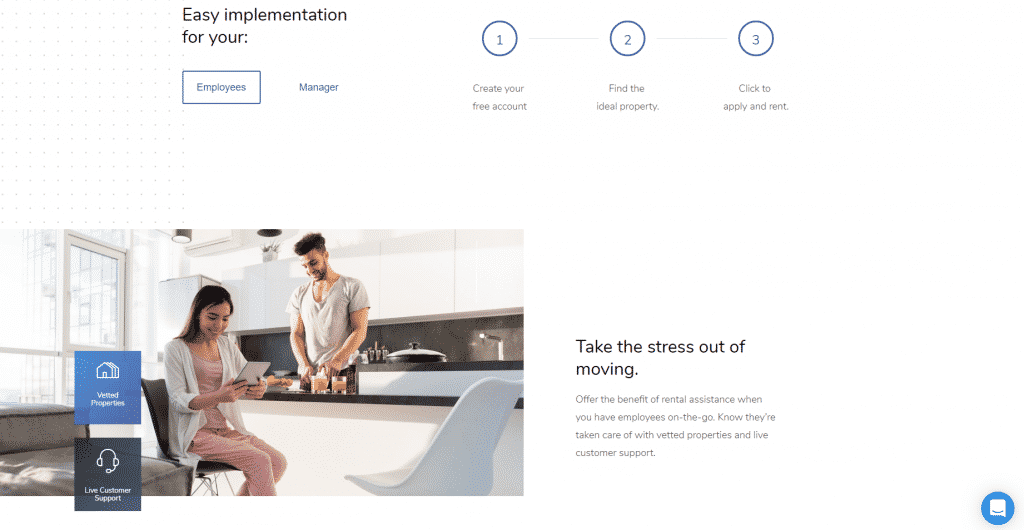 Easy implementation
for your:
Employees
Manager
1
2
3
Create your
free account
Find the
ideal property.
Click to
apply and rent.
Vetted
Properties
Live Customer
Support
Take the stress out of
moving.
Offer the benefit of rental assistance when
you have employees on-the-go. Know they're
taken care of with vetted properties and live
customer support.